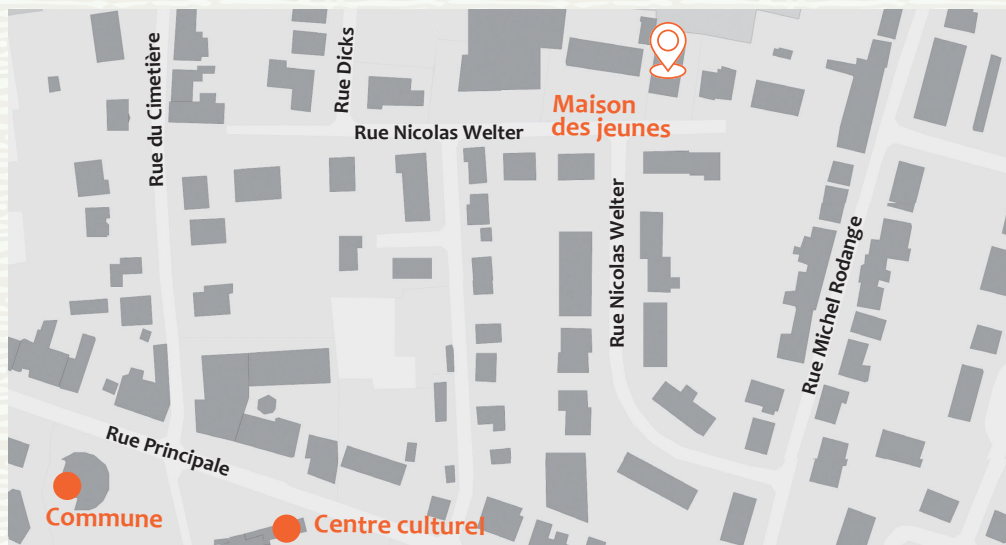 Rue du Cimetière
Rue Dicks
Maison
des jeunes
Rue Nicolas Welter
Rue Nicolas Welter
Rue Michel Rodange
Rue Principale
Commune
Centre culturel